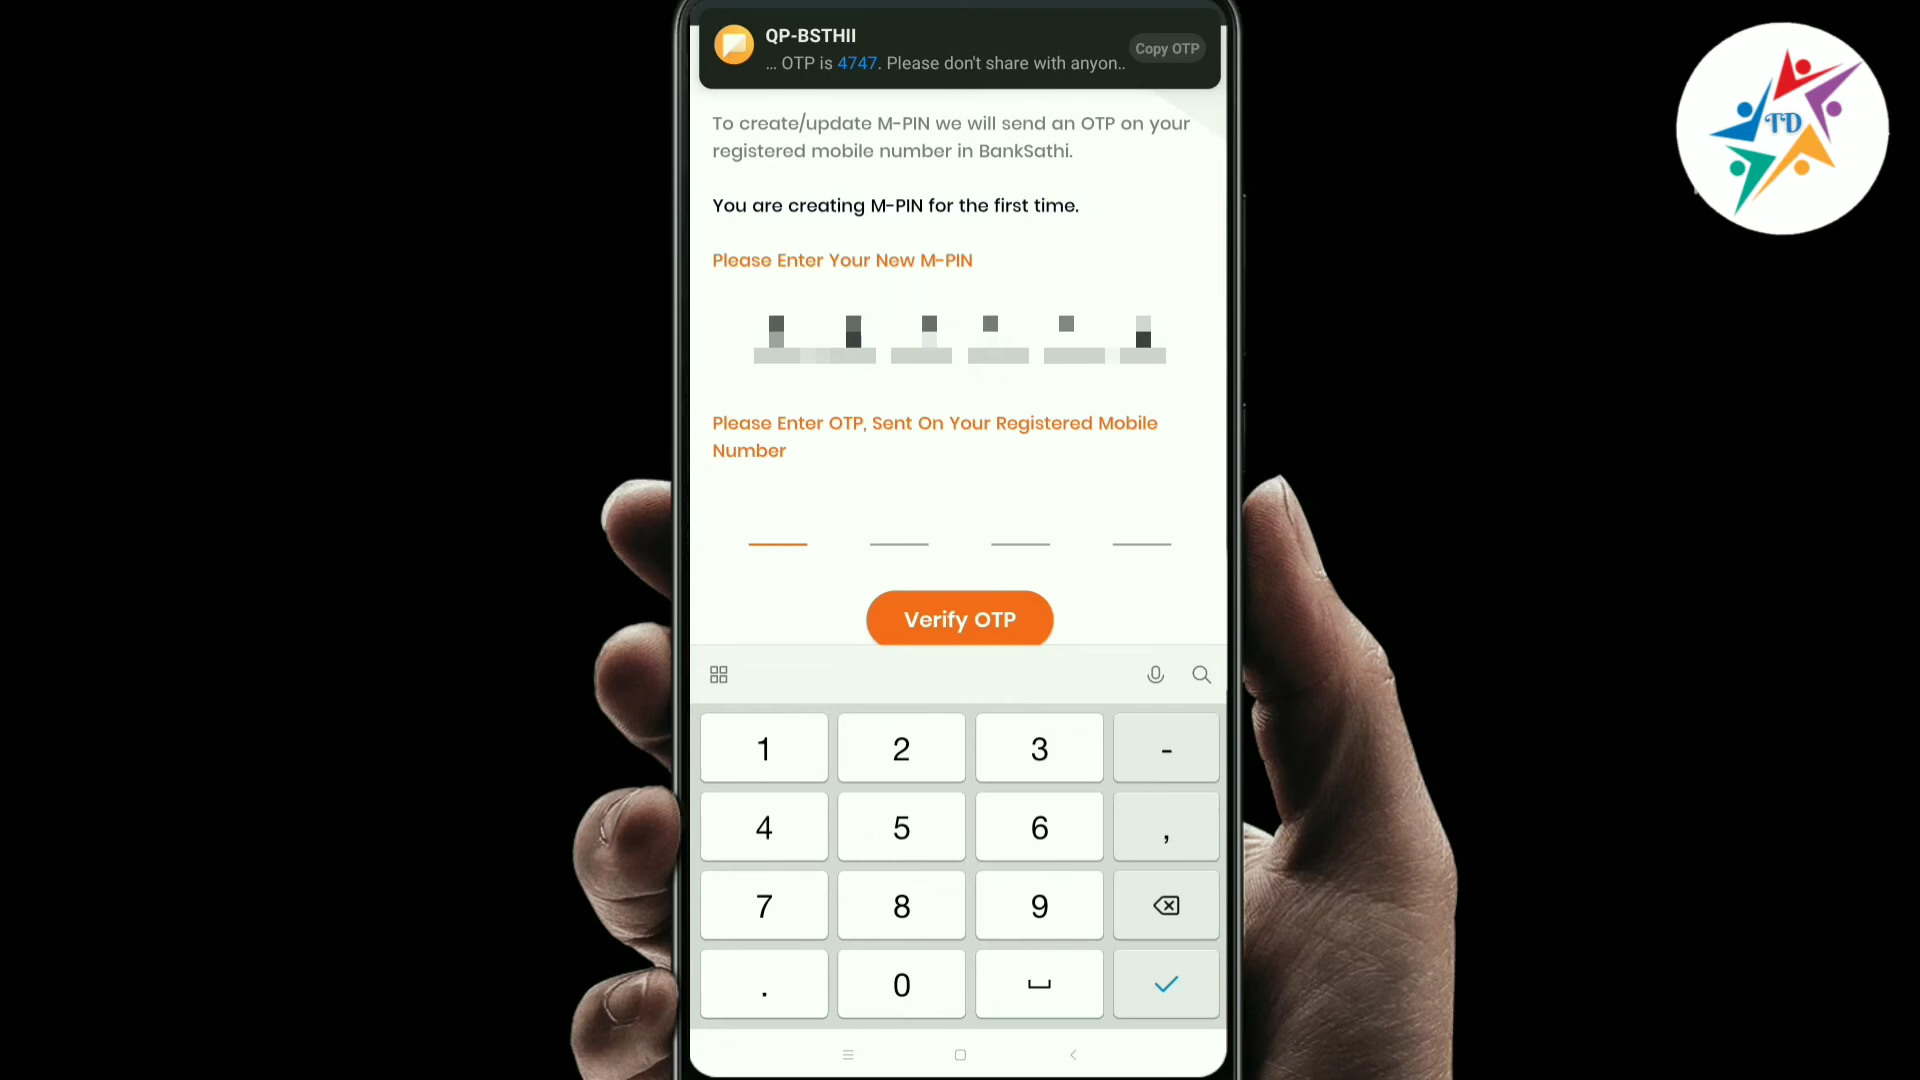 QP-BSTHII
... OTP is 4747. Please don't share with anyon..
Copy OTP
TD
To create/update M-PIN we will send an OTP on your
registered mobile number in BankSathi.
You are creating M-PIN for the first time.
Please Enter Your New M-PIN
Please Enter OTP, Sent On Your Registered Mobile
Number
Verify OTP
1 2 3 -
4 5 6 ,
7 8 9
. 0